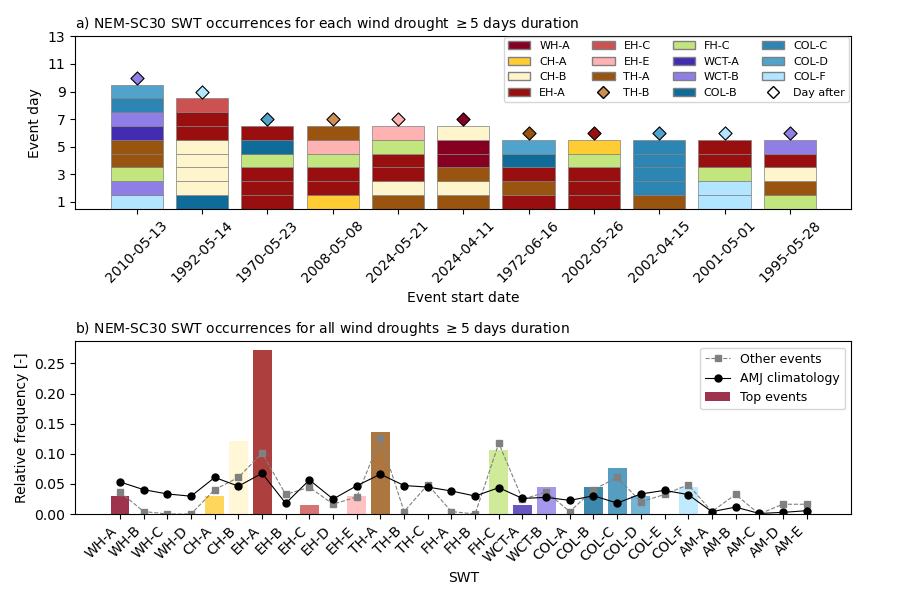 a) NEM-SC30 SWT occurrences for each wind drought ≥5 days duration
13
11
9
7
5
3
1
Event day
WH-A
CH-A
CH-B
EH-A
EH-C
EH-E
TH-A
TH-B
FH-C
WCT-A
WCT-B
COL-B
COL-C
COL-D
COL-F
Day after
2010-05-13
1992-05-14
1970-05-23
2008-05-08
2024-05-21
2024-04-11
1972-06-16
2002-05-26
2002-04-15
2001-05-01
1995-05-28
Event start date
b) NEM-SC30 SWT occurrences for all wind droughts ≥5 days duration
0.25
0.20
0.15
0.10
0.05
0.00
Relative frequency [-]
Other events
AMJ climatology
Top events
WH-A
WH-B
WH-C
WH-D
CH-A
CH-B
EH-A
EH-B
EH-C
EH-D
EH-E
TH-A
TH-B
TH-C
FH-A
FH-B
FH-C
WCT-A
WCT-B
COL-A
COL-B
COL-C
COL-D
COL-E
COL-F
AM-A
AM-B
AM-C
AM-D
AM-E
SWT